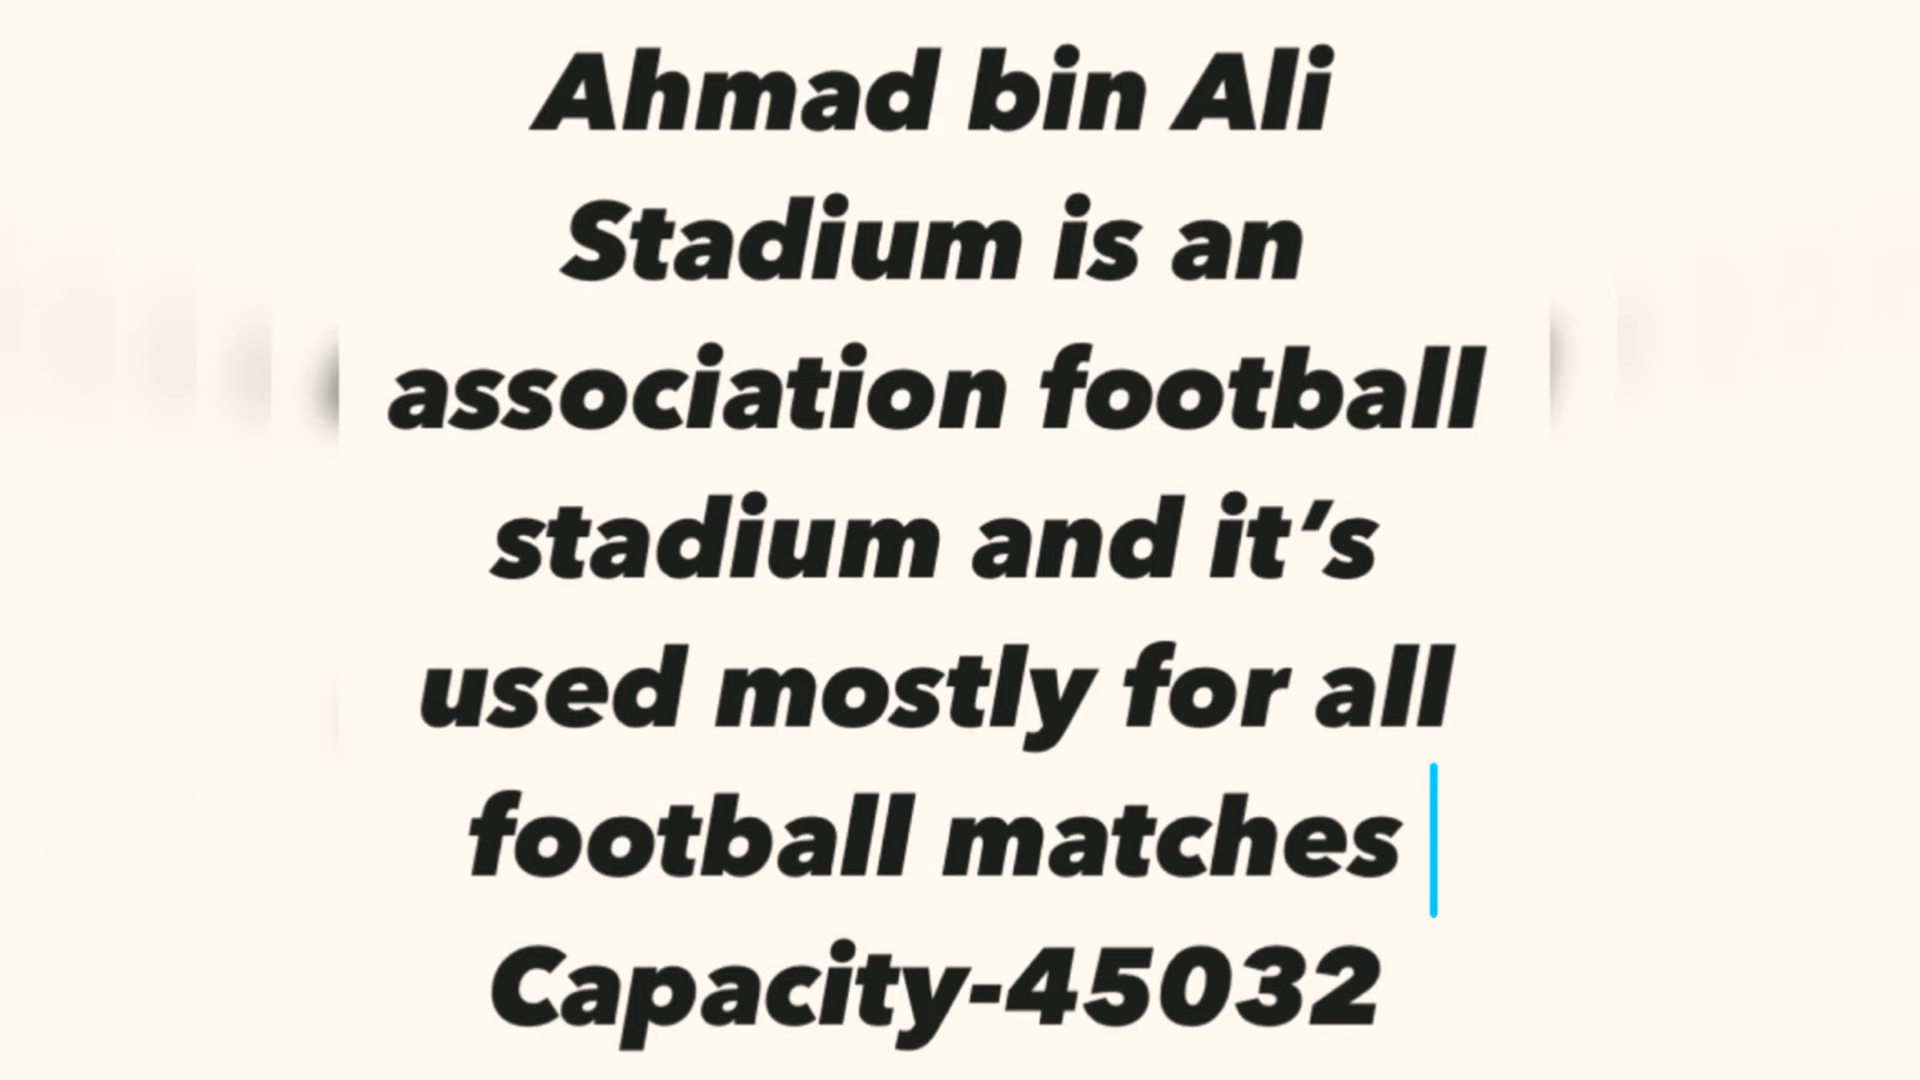 Ahmad bin Ali
Stadium is an
association football
stadium and it’s
used mostly for all
football matches
Capacity-45032